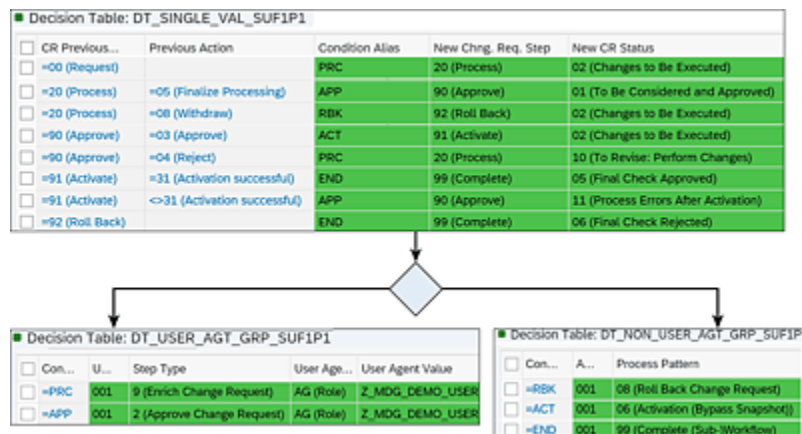 Decision Table: DT_SINGLE_VAL_SUF1P1
CR Previous... Previous Action Condition Alias New Chng. Req. Step New CR Status
=00 (Request) PRC 20 (Process) 02 (Changes to Be Executed)
=20 (Process) =05 (Finalize Processing) APP 90 (Approve) 01 (To Be Considered and Approved)
=20 (Process) =08 (Withdraw) RBK 92 (Roll Back) 02 (Changes to Be Executed)
=90 (Approve) =03 (Approve) ACT 91 (Activate) 02 (Changes to Be Executed)
=90 (Approve) =04 (Reject) PRC 20 (Process) 10 (To Revise: Perform Changes)
=91 (Activate) =31 (Activation successful) END 99 (Complete) 05 (Final Check Approved)
=91 (Activate) <>31 (Activation successful) APP 90 (Approve) 11 (Process Errors After Activation)
=92 (Roll Back) END 99 (Complete) 06 (Final Check Rejected)
Decision Table: DT_USER_AGT_GRP_SUF1P1
Con... U... Step Type User Age... User Agent Value
=PRC 001 9 (Enrich Change Request) AG (Role) Z_MDG_DEMO_USER
=APP 001 2 (Approve Change Request) AG (Role) Z_MDG_DEMO_USER
Decision Table: DT_NON_USER_AGT_GRP_SUF1P
Con... A... Process Pattern
=RBK 001 08 (Roll Back Change Request)
=ACT 001 06 (Activation (Bypass Snapshot))
=END 001 99 (Complete (Sub-)Workflow)